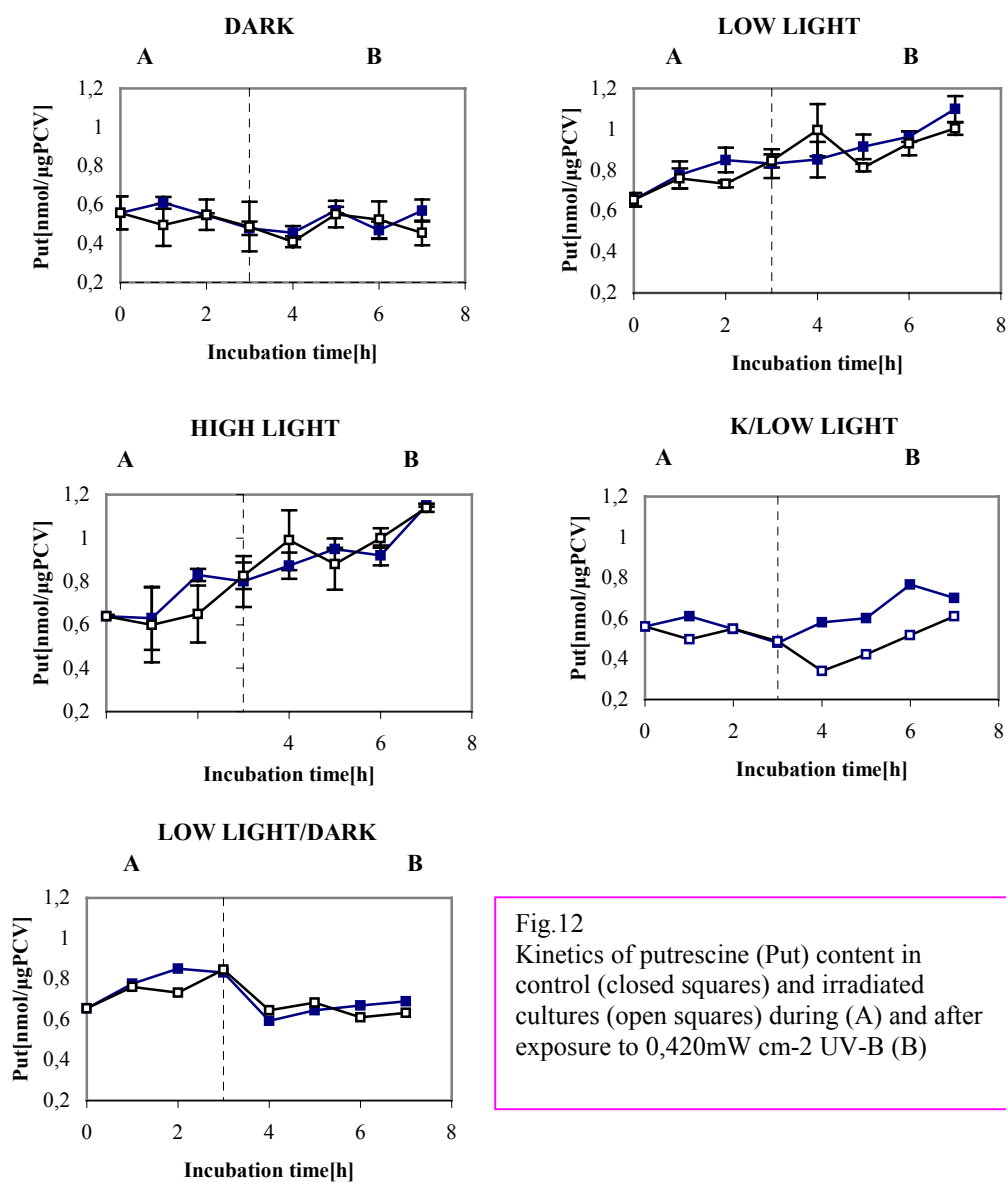 DARK
A B
1,2
1
0,8
0,6
0,4
0,2
Put[nmol/µgPCV]
0 2 4 6 8
Incubation time[h]
LOW LIGHT
A B
1,2
1
0,8
0,6
0,4
0,2
Put[nmol/µgPCV]
0 2 4 6 8
Incubation time[h]
HIGH LIGHT
A B
1,2
1
0,8
0,6
0,4
0,2
Put[nmol/µgPCV]
4 6 8
Incubation time[h]
K/LOW LIGHT
A B
1,2
1
0,8
0,6
0,4
0,2
Put[nmol/µgPCV]
0 2 4 6 8
Incubation time[h]
LOW LIGHT/DARK
A B
1,2
1
0,8
0,6
0,4
0,2
Put[nmol/µgPCV]
0 2 4 6 8
Incubation time[h]
Fig.12
Kinetics of putrescine (Put) content in
control (closed squares) and irradiated
cultures (open squares) during (A) and after
exposure to 0,420mW cm-2 UV-B (B)